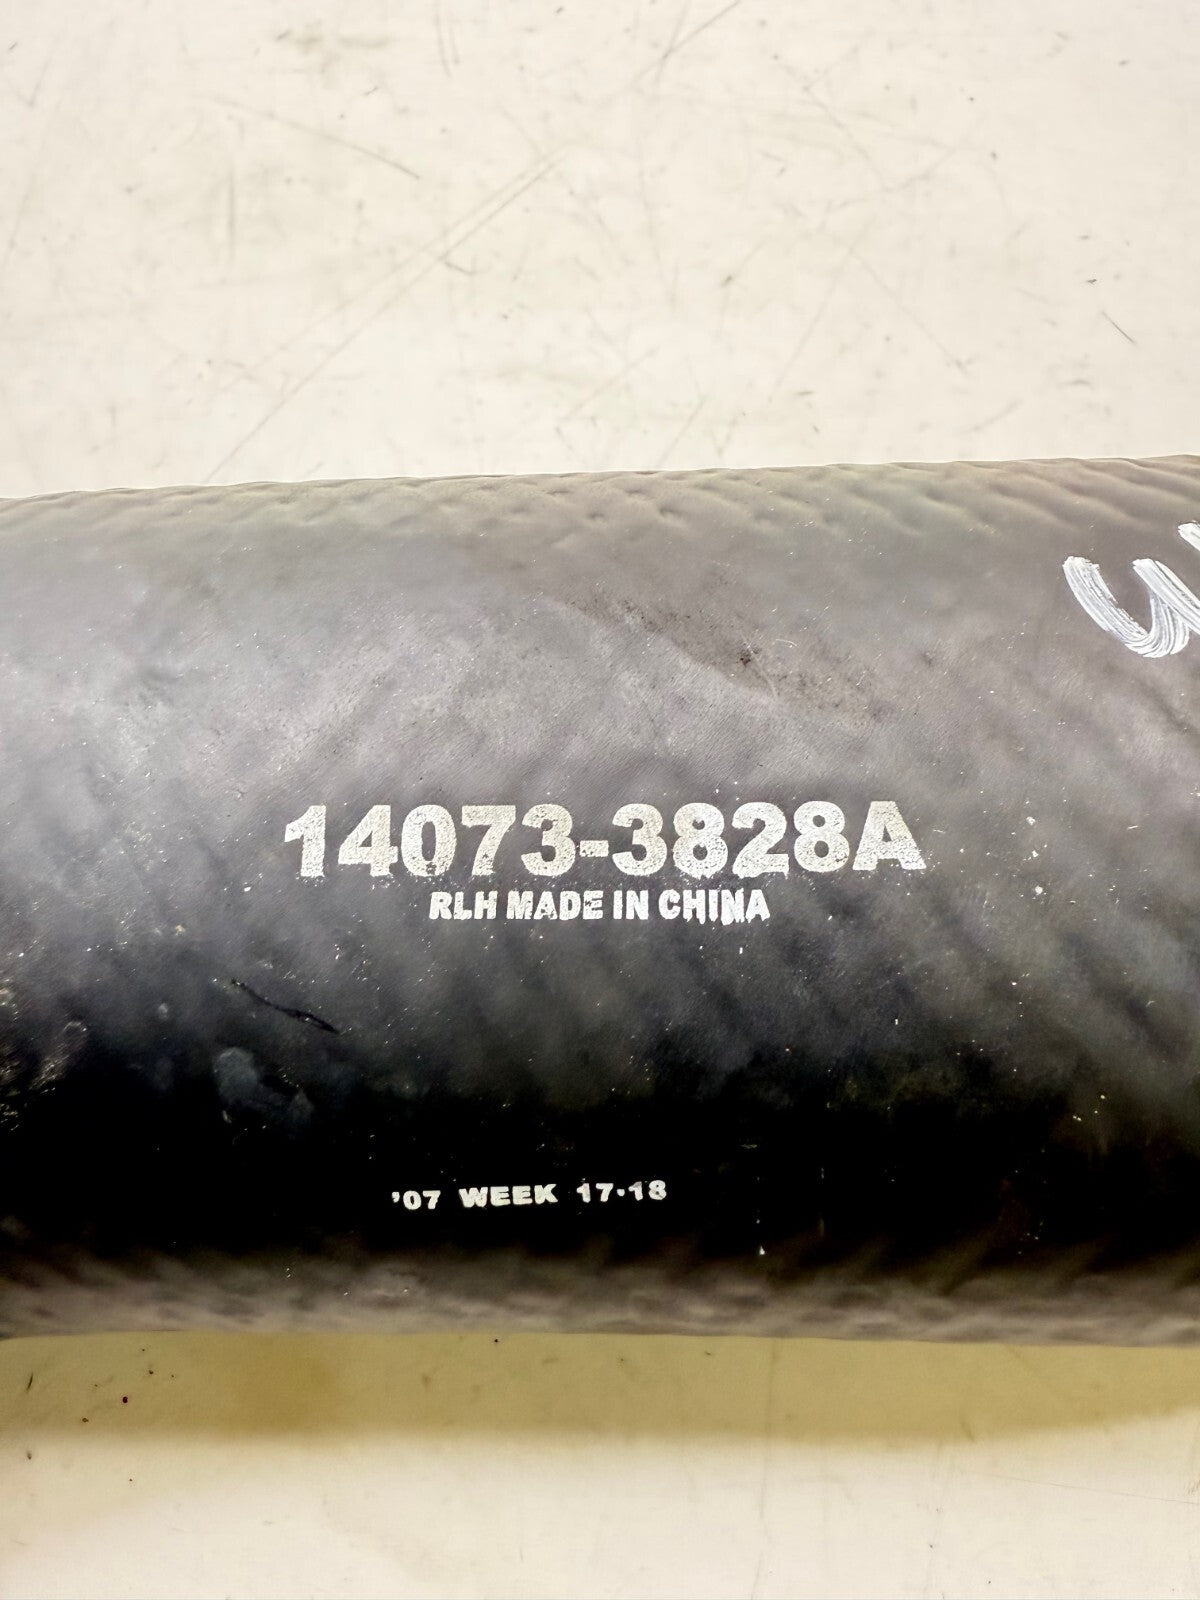 14073-3828A
RLH MADE IN CHINA
'07 WEEK 17-18